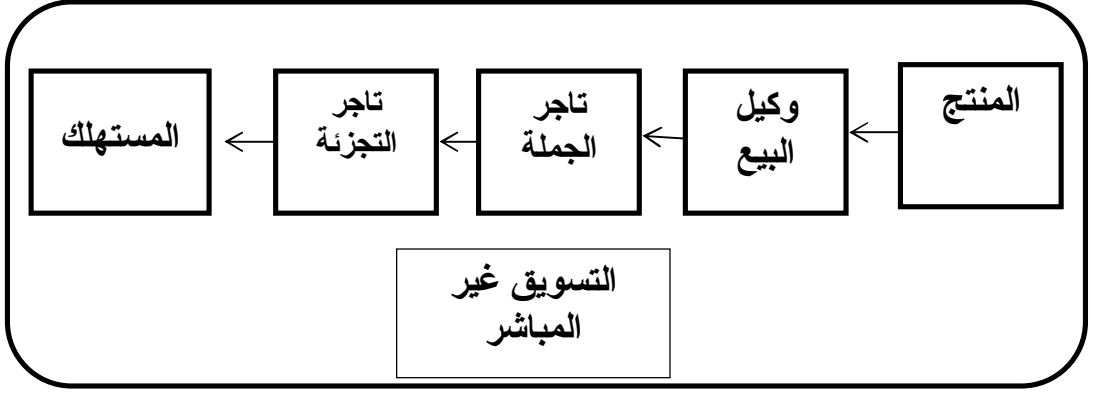 المنتج
وكيل
البيع
تاجر
الجملة
تاجر
التجزئة
المستهلك
التسويق غير
المباشر